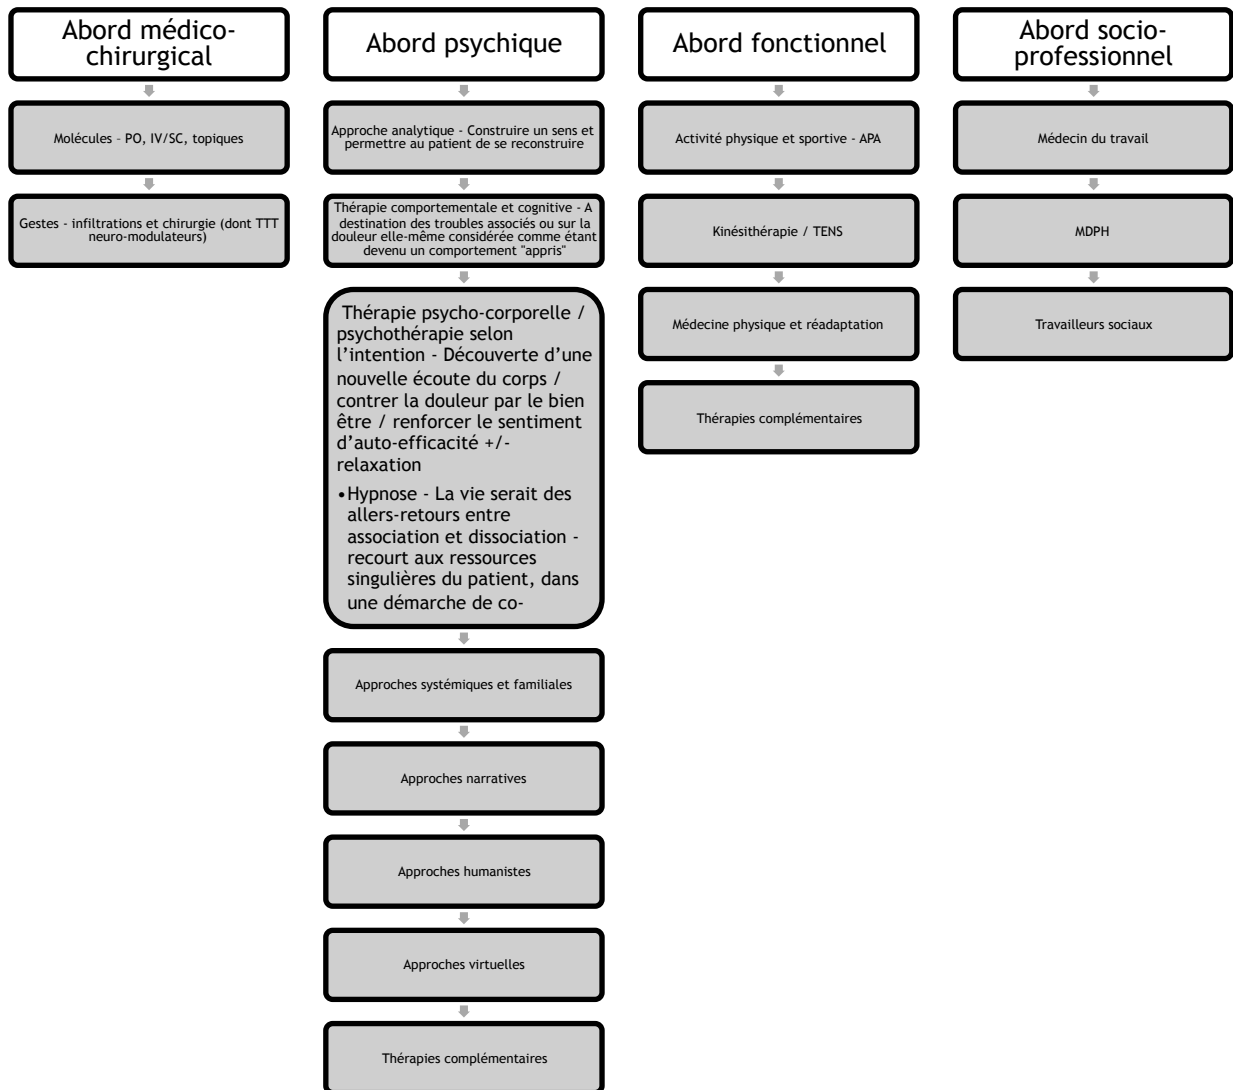 Abord médico-
chirurgical
Molécules - PO, IV/SC, topiques
Gestes - infiltrations et chirurgie (dont TTT
neuro-modulateurs)
Abord psychique
Approche analytique - Construire un sens et
permettre au patient de se reconstruire
Thérapie comportementale et cognitive - A
destination des troubles associés ou sur la
douleur elle-même considérée comme étant
devenu un comportement "appris"
Thérapie psycho-corporelle /
psychothérapie selon
l’intention - Découverte d’une
nouvelle écoute du corps /
contrer la douleur par le bien
être / renforcer le sentiment
d’auto-efficacité +/-
relaxation
•Hypnose - La vie serait des
allers-retours entre
association et dissociation -
recourt aux ressources
singulières du patient, dans
une démarche de co-
Approches systémiques et familiales
Approches narratives
Approches humanistes
Approches virtuelles
Thérapies complémentaires
Abord fonctionnel
Activité physique et sportive - APA
Kinésithérapie / TENS
Médecine physique et réadaptation
Thérapies complémentaires
Abord socio-
professionnel
Médecin du travail
MDPH
Travailleurs sociaux